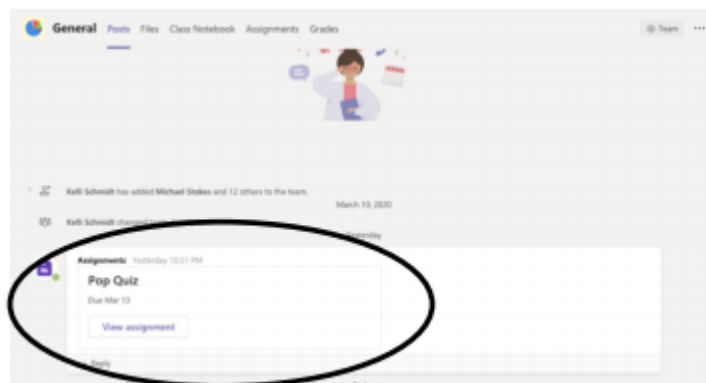 General Posts Files Class Notebook Assignments Grades Team
Kelli Schmidt has added Michael Stokes and 12 others to the team.
March 10, 2020
Kelli Schmidt changed team
Yesterday
Assignments Yesterday 10:51 PM
Pop Quiz
Due Mar 13
View assignment
Reply